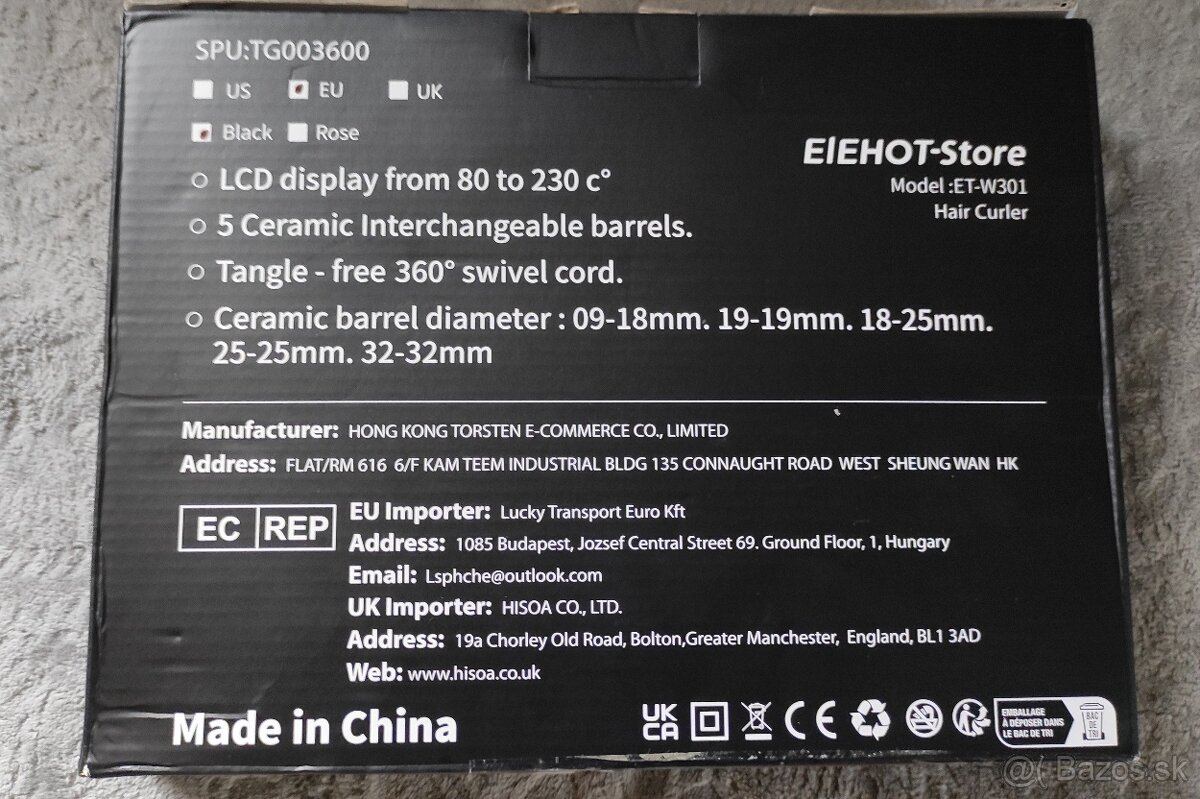 SPU:TG003600
US EU UK
Black Rose
LCD display from 80 to 230 c°
5 Ceramic Interchangeable barrels.
Tangle - free 360° swivel cord.
Ceramic barrel diameter : 09-18mm. 19-19mm. 18-25mm.
25-25mm. 32-32mm
ElEHOT-Store
Model :ET-W301
Hair Curler
Manufacturer: HONG KONG TORSTEN E-COMMERCE CO., LIMITED
Address: FLAT/RM 616 6/F KAM TEEM INDUSTRIAL BLDG 135 CONNAUGHT ROAD WEST SHEUNG WAN HK
EC REP
EU Importer: Lucky Transport Euro Kft
Address: 1085 Budapest, Jozsef Central Street 69. Ground Floor, 1, Hungary
Email: Lsphche@outlook.com
UK Importer: HISOA CO., LTD.
Address: 19a Chorley Old Road, Bolton,Greater Manchester, England, BL1 3AD
Web: www.hisoa.co.uk
Made in China
UK
CA
CE
EMBALLAGE
À DÉPOSER DANS
LE BAC DE TRI
BAC
DE
TRI
Bazos.sk